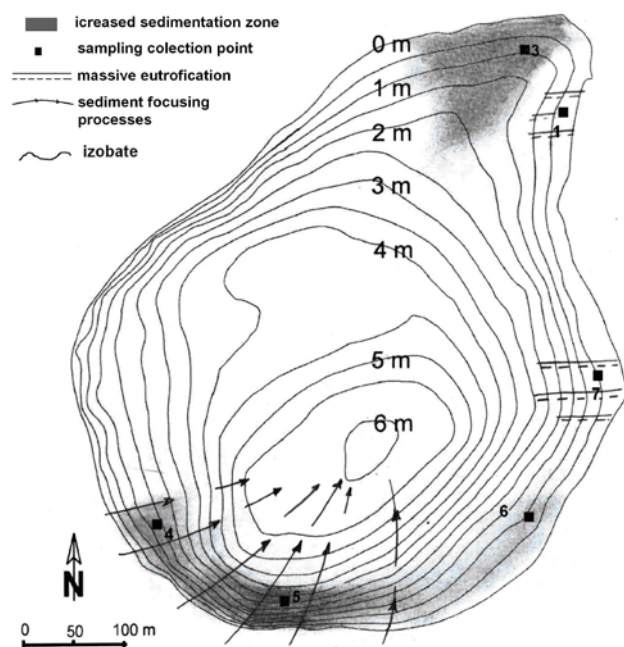 icreased sedimentation zone
sampling colection point
massive eutrofication
sediment focusing
processes
izobate
0 m
1 m
2 m
3 m
4 m
5 m
6 m
3
1
7
6
4
5
N
0 50 100 m